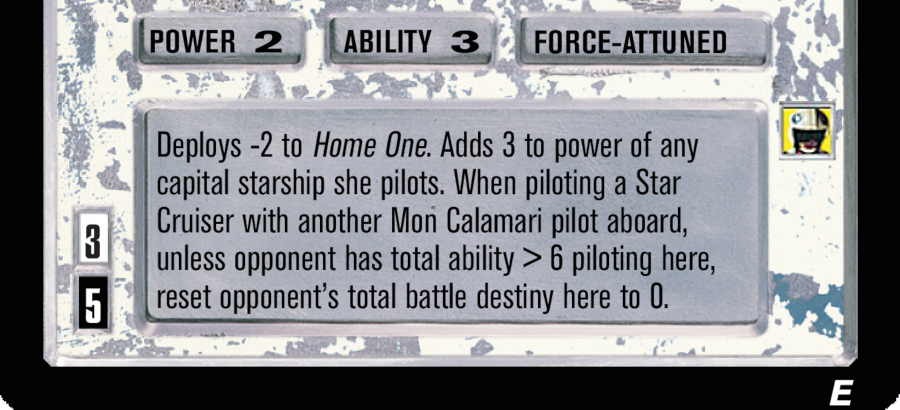 POWER 2 ABILITY 3 FORCE-ATTUNED
Deploys -2 to Home One. Adds 3 to power of any
capital starship she pilots. When piloting a Star
Cruiser with another Mon Calamari pilot aboard,
unless opponent has total ability > 6 piloting here,
reset opponent's total battle destiny here to 0.
3
5
E